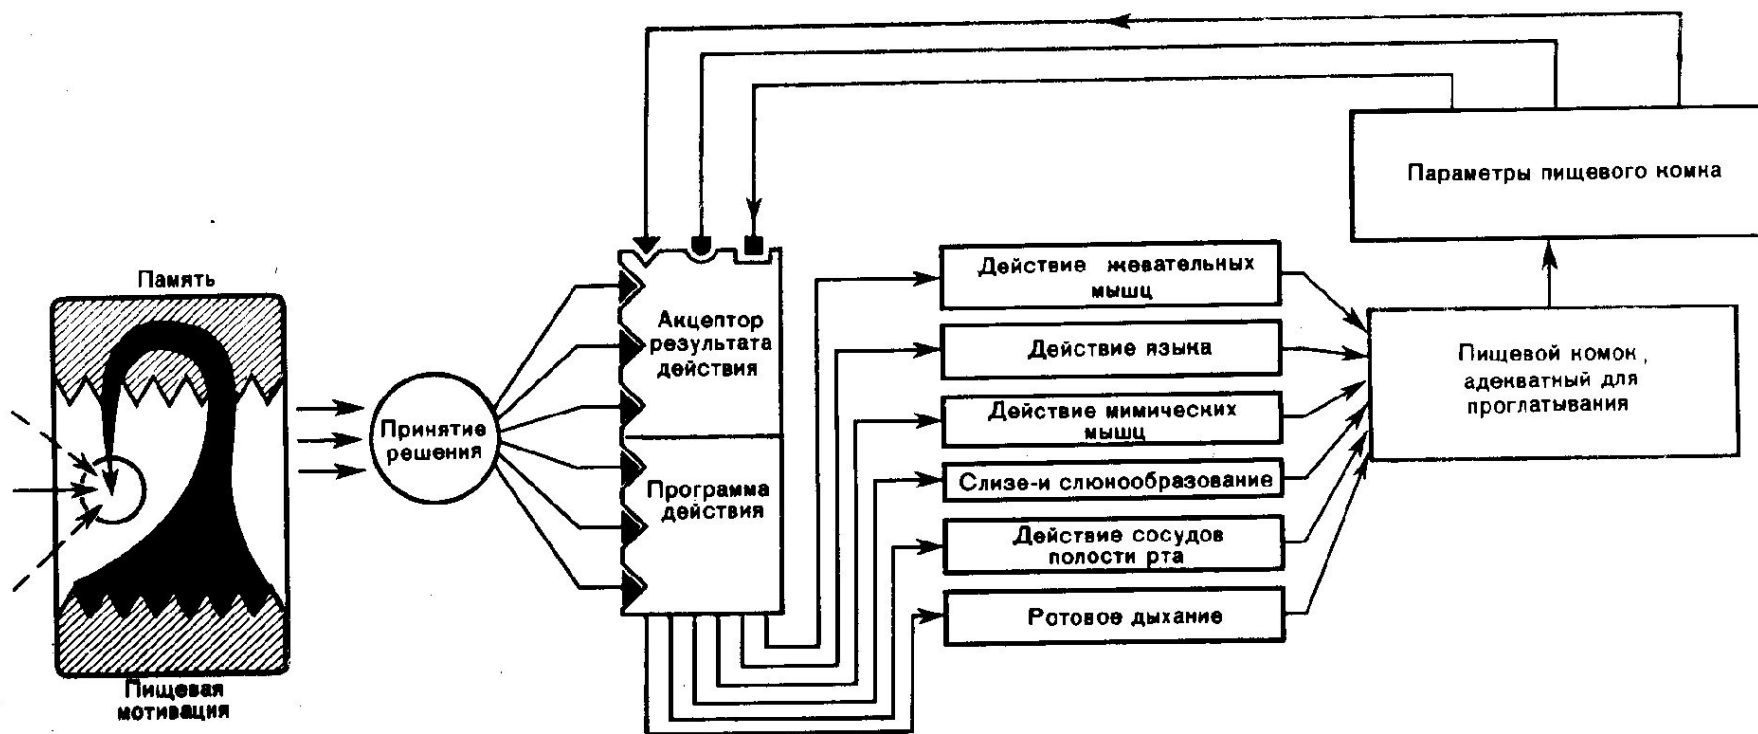 Память
Пищевая
мотивация
Принятие
решения
Акцептор
результата
действия
Программа
действия
Действие жевательных
мышц
Действие языка
Действие мимических
мышц
Слизе-и слюнообразование
Действие сосудов
полости рта
Ротовое дыхание
Параметры пищевого комка
Пищевой комок,
адекватный для
проглатывания